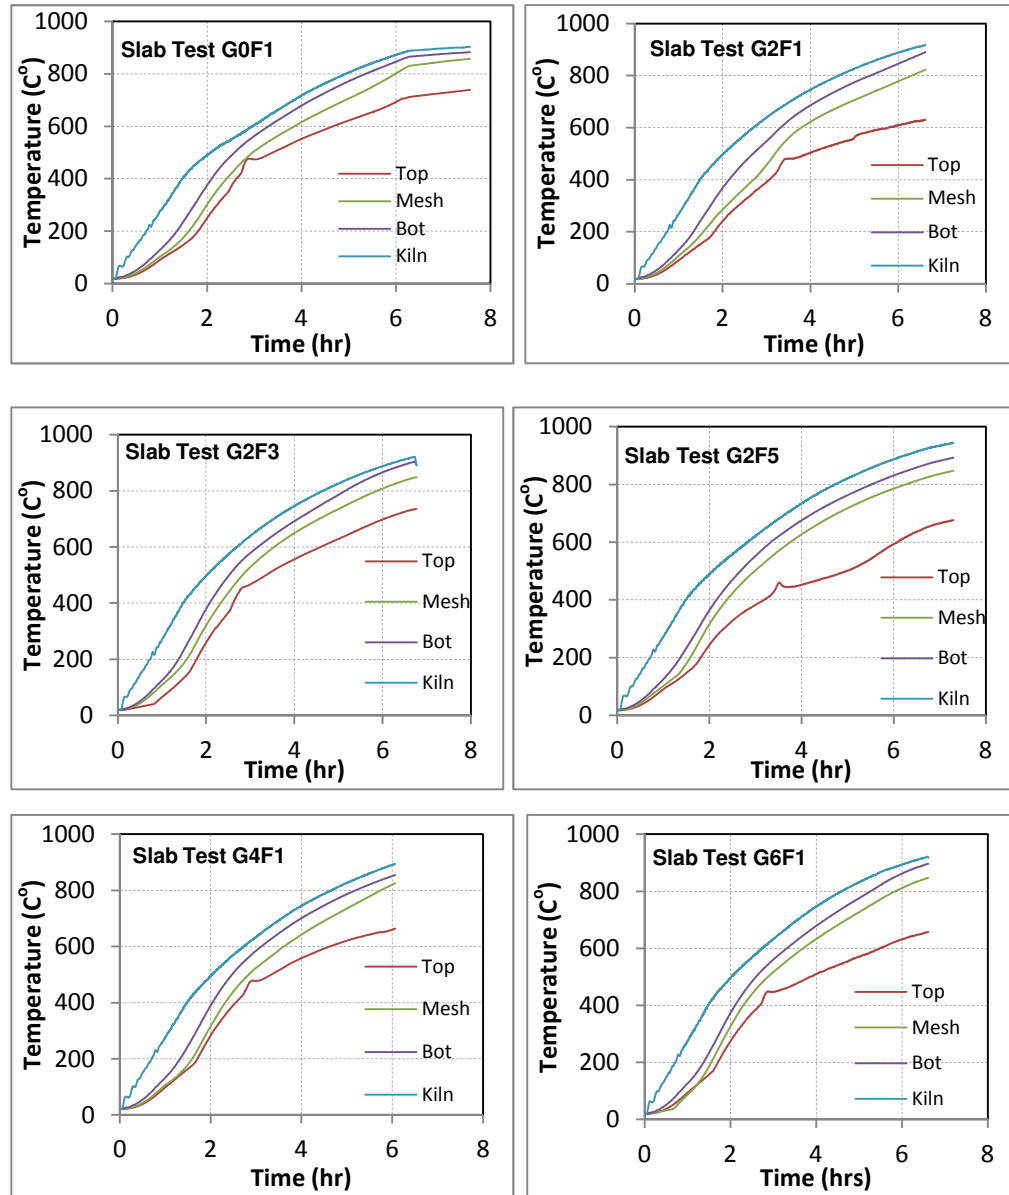 Slab Test G0F1
Temperature (C°)
1000
800
600
400
200
0
Top
Mesh
Bot
Kiln
0 2 4 6 8
Time (hr)
Slab Test G2F1
Temperature (C°)
1000
800
600
400
200
0
Top
Mesh
Bot
Kiln
0 2 4 6 8
Time (hr)
Slab Test G2F3
Temperature (C°)
1000
800
600
400
200
0
Top
Mesh
Bot
Kiln
0 2 4 6 8
Time (hr)
Slab Test G2F5
Temperature (C°)
1000
800
600
400
200
0
Top
Mesh
Bot
Kiln
0 2 4 6 8
Time (hr)
Slab Test G4F1
Temperature (C°)
1000
800
600
400
200
0
Top
Mesh
Bot
Kiln
0 2 4 6 8
Time (hr)
Slab Test G6F1
Temperature (C°)
1000
800
600
400
200
0
Top
Mesh
Bot
Kiln
0 2 4 6 8
Time (hrs)